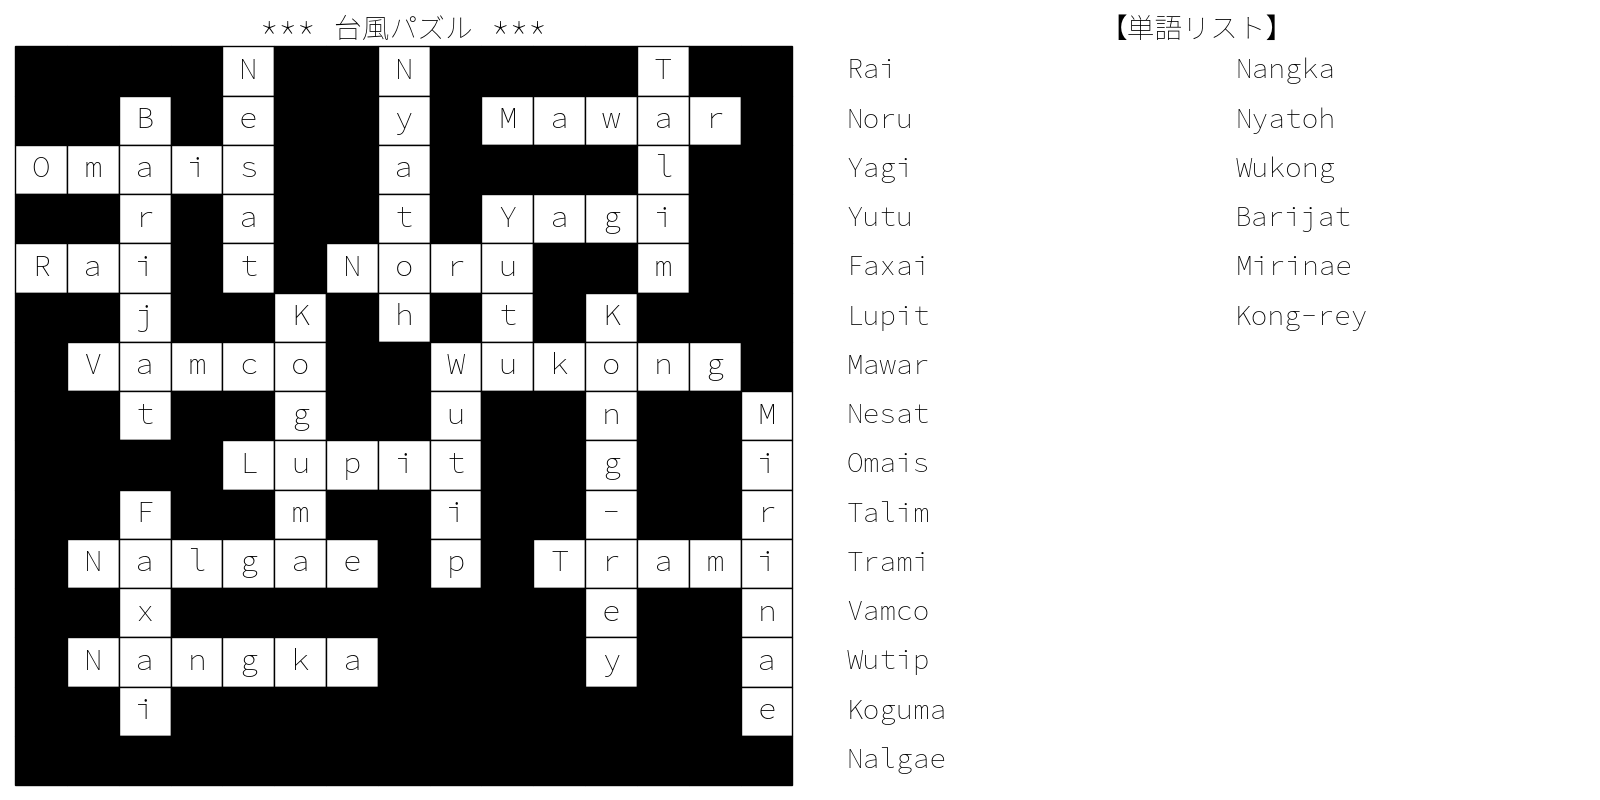 *** 台風パズル ***
【単語リスト】
N N T
B e y M a w a r
O m a i s a l
r a t Y a g i
R a i t N o r u m
j K h t K
V a m c o W u k o n g
t g u n M
L u p i t g i
F m i - r
N a l g a e p T r a m i
x e n
N a n g k a y a
i e
Rai Nangka
Noru Nyatoh
Yagi Wukong
Yutu Barijat
Faxai Mirinae
Lupit Kong-rey
Mawar
Nesat
Omais
Talim
Trami
Vamco
Wutip
Koguma
Nalgae